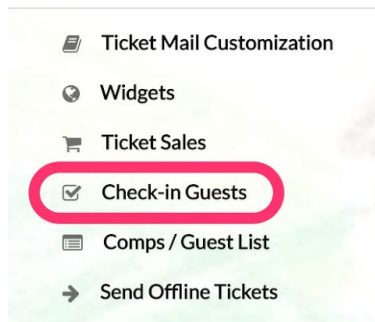 Ticket Mail Customization
Widgets
Ticket Sales
Check-in Guests
Comps / Guest List
Send Offline Tickets